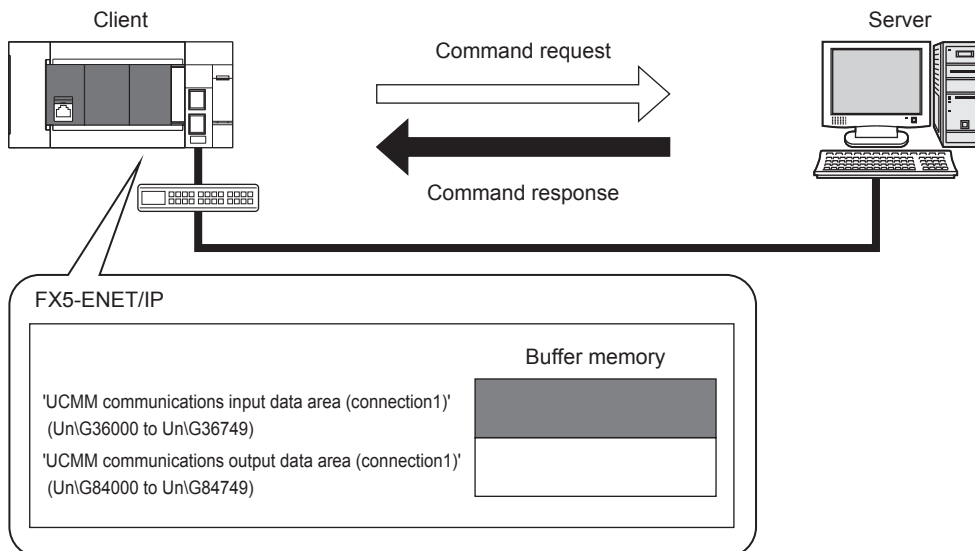 Client
Server
Command request
Command response
FX5-ENET/IP
Buffer memory
'UCMM communications input data area (connection1)'
(Un\G36000 to Un\G36749)
'UCMM communications output data area (connection1)'
(Un\G84000 to Un\G84749)